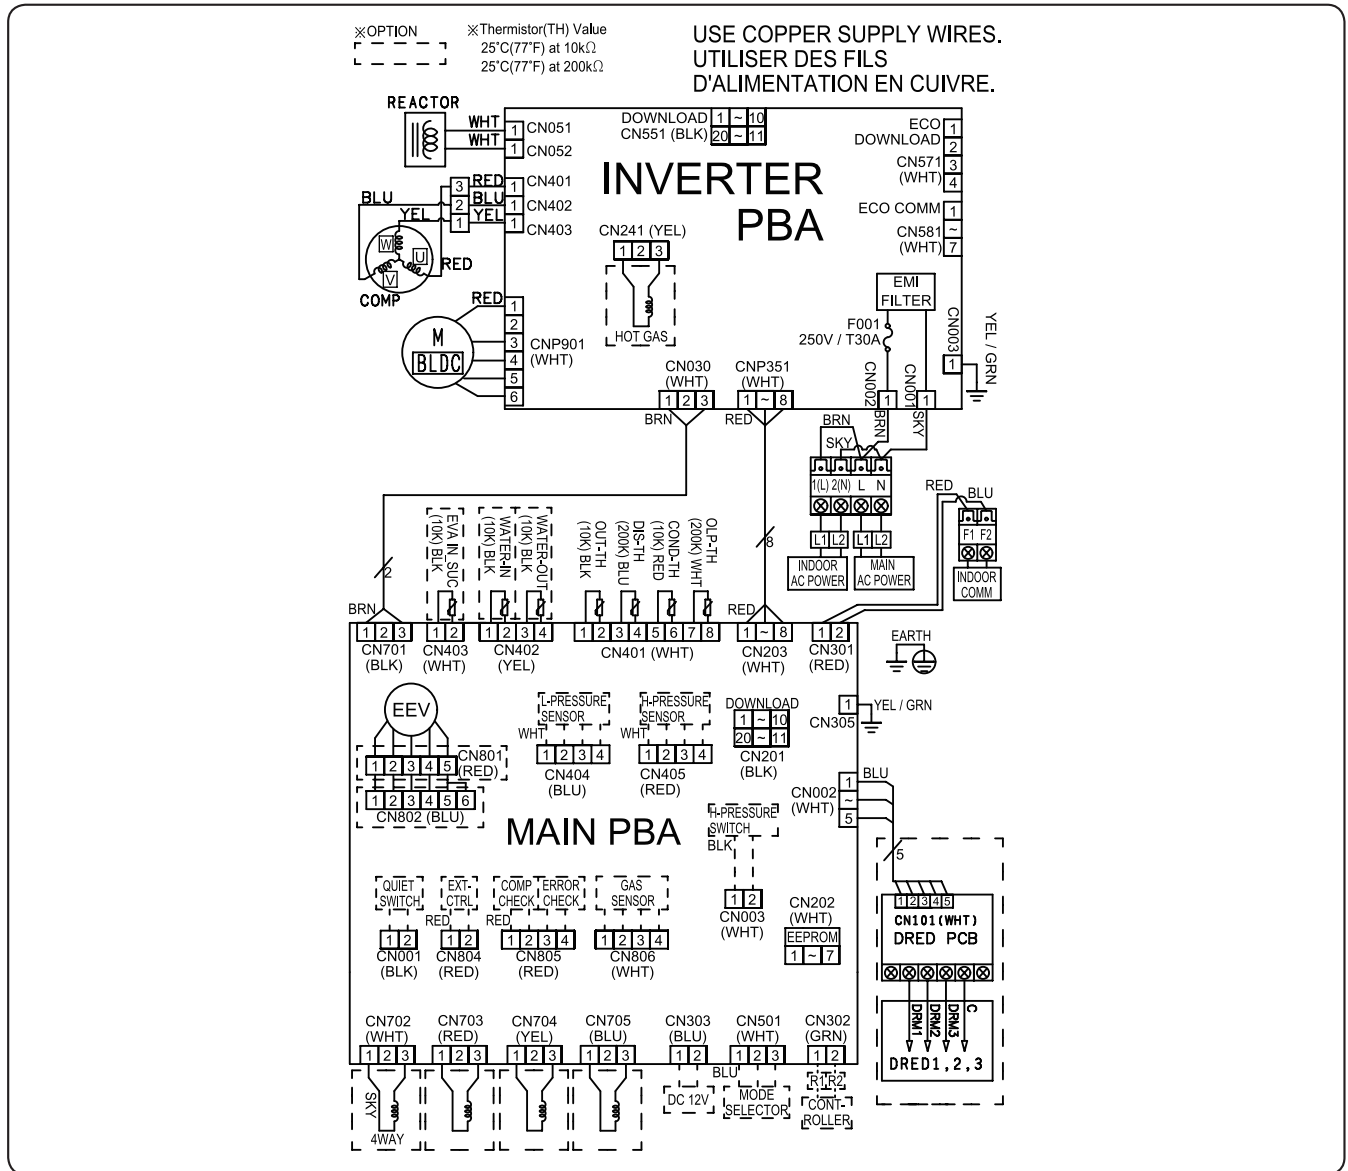 ※OPTION
※Thermistor(TH) Value
25°C(77°F) at 10kΩ
25°C(77°F) at 200kΩ
USE COPPER SUPPLY WIRES.
UTILISER DES FILS
D'ALIMENTATION EN CUIVRE.
REACTOR
WHT
WHT
1 CN051
1 CN052
DOWNLOAD 1 ~ 10
CN551 (BLK) 20 ~ 11
ECO
DOWNLOAD
CN571
(WHT)
1
2
3
4
INVERTER
PBA
3 RED 1 CN401
BLU 2 BLU 1 CN402
YEL 1 YEL 1 CN403
W
U
V
RED
COMP
ECO COMM
CN581
(WHT)
1
~
7
CN241 (YEL)
1 2 3
HOT GAS
EMI
FILTER
F001
250V / T30A
CN003
1
YEL / GRN
RED
M
BLDC
1
2
3
4
5
6
CNP901
(WHT)
CN030
(WHT)
1 2 3
BRN
CNP351
(WHT)
1 ~ 8
RED
CN002
1
BRN
CN001
1
SKY
BRN
SKY
1(L) 2(N) L N
L1 L2 L1 L2
INDOOR
AC POWER
MAIN
AC POWER
RED
BLU
F1 F2
INDOOR
COMM
2
8
EVA IN_SUC
(10K) BLK
WATER-IN
(10K) BLK
WATER-OUT
(10K) BLK
OUT-TH
(10K) BLK
DIS-TH
(200K) BLU
COND-TH
(10K) RED
OLP-TH
(200K) WHT
BRN
RED
1 2 3
CN701
(BLK)
1 2
CN403
(WHT)
1 2 3 4
CN402
(YEL)
1 2 3 4 5 6 7 8
CN401 (WHT)
1 ~ 8
CN203
(WHT)
1 2
CN301
(RED)
EARTH
EEV
1 2 3 4 5
CN801
(RED)
1 2 3 4 5 6
CN802 (BLU)
L-PRESSURE
SENSOR
WHT
1 2 3 4
CN404
(BLU)
H-PRESSURE
SENSOR
WHT
1 2 3 4
CN405
(RED)
DOWNLOAD
1 ~ 10
20 ~ 11
CN201
(BLK)
1
CN305
YEL / GRN
BLU
CN002
(WHT)
1
~
5
MAIN PBA
H-PRESSURE
SWITCH
BLK
1 2
CN003
(WHT)
QUIET
SWITCH
1 2
CN001
(BLK)
EXT-
CTRL
RED
1 2
CN804
(RED)
COMP
CHECK
ERROR
CHECK
RED
1 2 3 4
CN805
(RED)
GAS
SENSOR
1 2 3 4
CN806
(WHT)
CN202
(WHT)
EEPROM
1 ~ 7
5
1 2 3 4 5
CN101(WHT)
DRED PCB
DRM1
DRM2
DRM3
C
DRED1,2,3
CN702
(WHT)
1 2 3
SKY
4WAY
CN703
(RED)
1 2 3
CN704
(YEL)
1 2 3
CN705
(BLU)
1 2 3
CN303
(BLU)
1 2
DC 12V
CN501
(WHT)
1 2 3
BLU
MODE
SELECTOR
CN302
(GRN)
1 2
R1 R2
CONT-
ROLLER